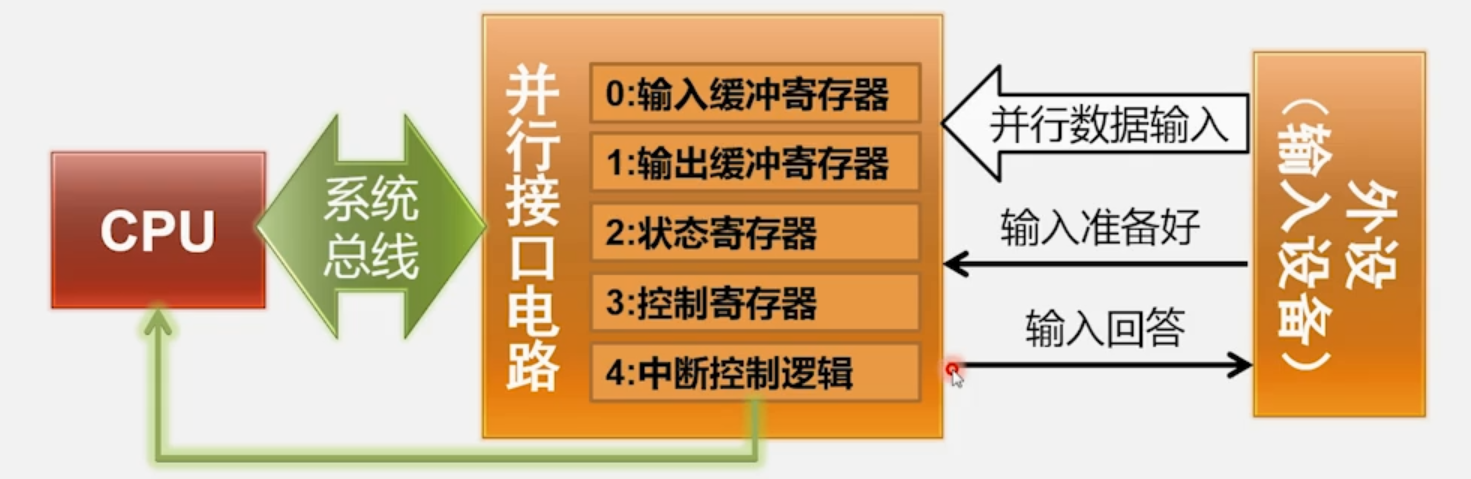 CPU
系统
总线
并行接口电路
0:输入缓冲寄存器
1:输出缓冲寄存器
2:状态寄存器
3:控制寄存器
4:中断控制逻辑
并行数据输入
输入准备好
输入回答
外设
（输入设备）